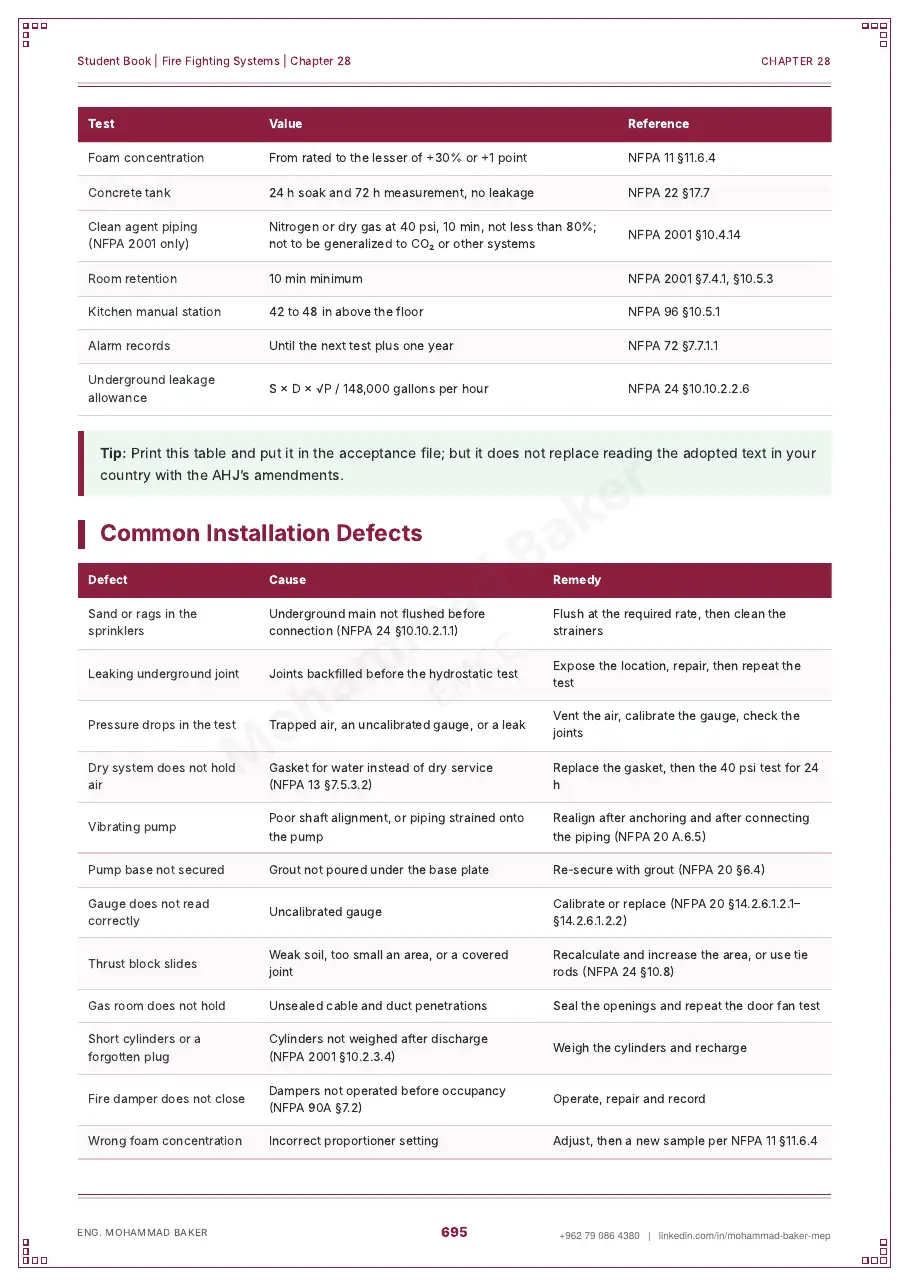 Student Book | Fire Fighting Systems | Chapter 28
CHAPTER 28
Test Value Reference
Foam concentration From rated to the lesser of +30% or +1 point NFPA 11 §11.6.4
Concrete tank 24 h soak and 72 h measurement, no leakage NFPA 22 §17.7
Clean agent piping
(NFPA 2001 only)
Nitrogen or dry gas at 40 psi, 10 min, not less than 80%;
not to be generalized to CO₂ or other systems
NFPA 2001 §10.4.14
Room retention 10 min minimum NFPA 2001 §7.4.1, §10.5.3
Kitchen manual station 42 to 48 in above the floor NFPA 96 §10.5.1
Alarm records Until the next test plus one year NFPA 72 §7.7.1.1
Underground leakage
allowance
S × D × √P / 148,000 gallons per hour
NFPA 24 §10.10.2.2.6
Tip: Print this table and put it in the acceptance file; but it does not replace reading the adopted text in your
country with the AHJ’s amendments.
Common Installation Defects
Defect Cause Remedy
Sand or rags in the
sprinklers
Underground main not flushed before
connection (NFPA 24 §10.10.2.1.1)
Flush at the required rate, then clean the
strainers
Leaking underground joint
Joints backfilled before the hydrostatic test
Expose the location, repair, then repeat the
test
Pressure drops in the test
Trapped air, an uncalibrated gauge, or a leak
Vent the air, calibrate the gauge, check the
joints
Dry system does not hold
air
Gasket for water instead of dry service
(NFPA 13 §7.5.3.2)
Replace the gasket, then the 40 psi test for 24
h
Vibrating pump
Poor shaft alignment, or piping strained onto
the pump
Realign after anchoring and after connecting
the piping (NFPA 20 A.6.5)
Pump base not secured Grout not poured under the base plate Re-secure with grout (NFPA 20 §6.4)
Gauge does not read
correctly
Uncalibrated gauge
Calibrate or replace (NFPA 20 §14.2.6.1.2.1–
§14.2.6.1.2.2)
Thrust block slides
Weak soil, too small an area, or a covered
joint
Recalculate and increase the area, or use tie
rods (NFPA 24 §10.8)
Gas room does not hold Unsealed cable and duct penetrations Seal the openings and repeat the door fan test
Short cylinders or a
forgotten plug
Cylinders not weighed after discharge
(NFPA 2001 §10.2.3.4)
Weigh the cylinders and recharge
Fire damper does not close
Dampers not operated before occupancy
(NFPA 90A §7.2)
Operate, repair and record
Wrong foam concentration Incorrect proportioner setting Adjust, then a new sample per NFPA 11 §11.6.4
Mohammad Baker
EMCC
ENG. MOHAMMAD BAKER
695
+962 79 086 4380 | linkedin.com/in/mohammad-baker-mep